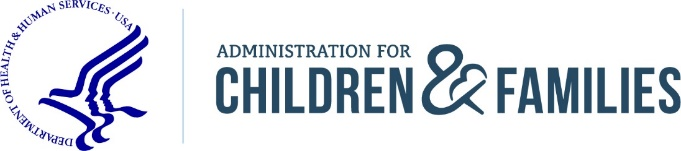 DEPARTMENT OF HEALTH & HUMAN SERVICES · USA
ADMINISTRATION FOR
CHILDREN & FAMILIES